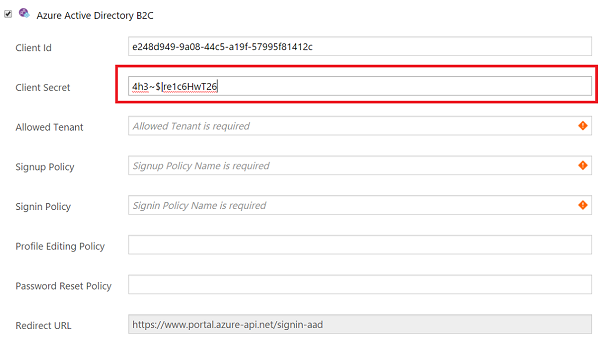 Azure Active Directory B2C
Client Id e248d949-9a08-44c5-a19f-57995f81412c
Client Secret 4h3~$|re1c6HwT26
Allowed Tenant Allowed Tenant is required
Signup Policy Signup Policy Name is required
Signin Policy Signin Policy Name is required
Profile Editing Policy
Password Reset Policy
Redirect URL https://www.portal.azure-api.net/signin-aad